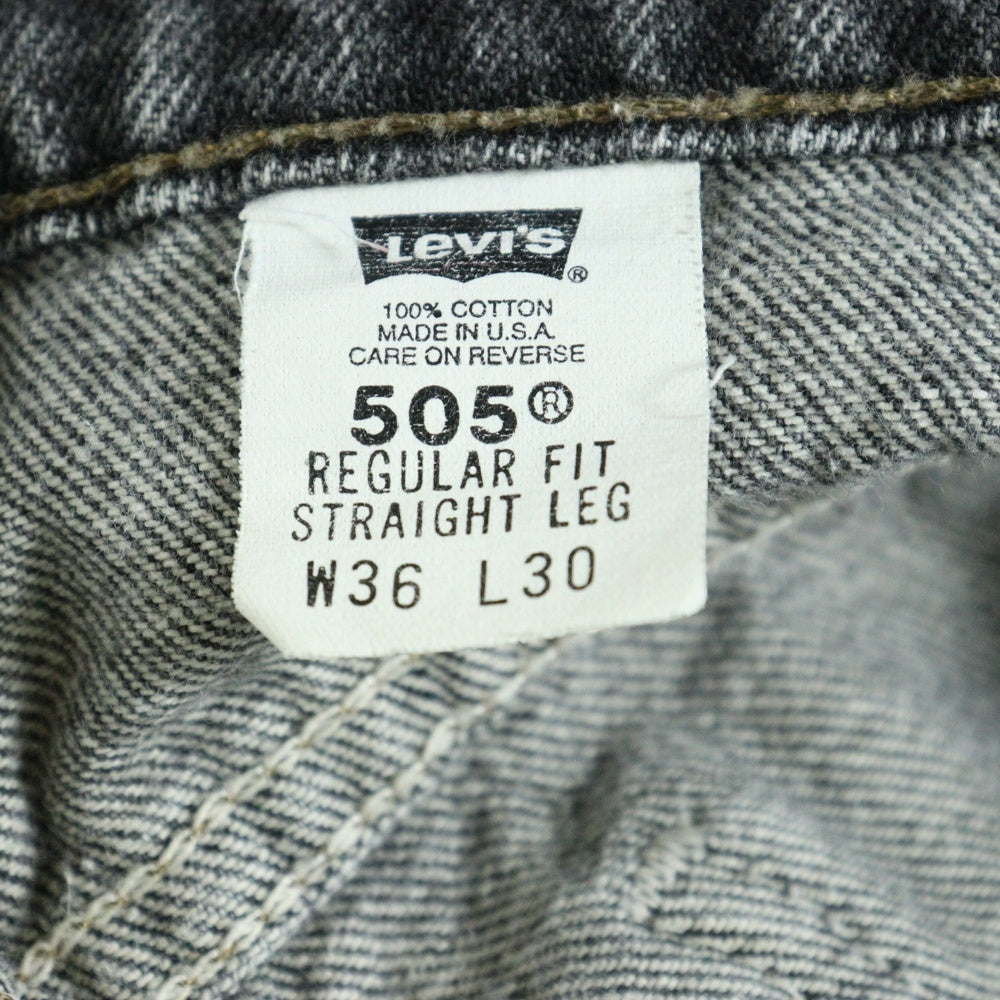 Levi's®
100% COTTON
MADE IN U.S.A.
CARE ON REVERSE
505®
REGULAR FIT
STRAIGHT LEG
W36 L30